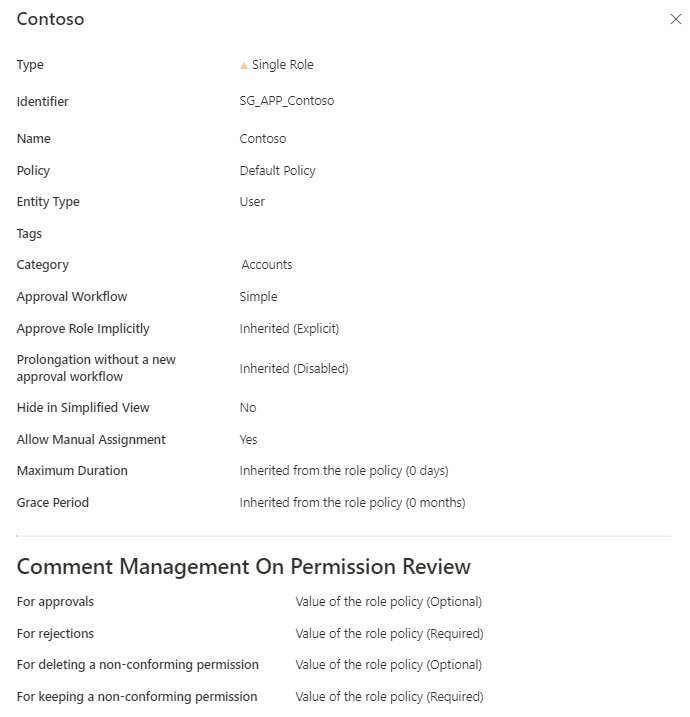 Contoso
Type Single Role
Identifier SG_APP_Contoso
Name Contoso
Policy Default Policy
Entity Type User
Tags
Category Accounts
Approval Workflow Simple
Approve Role Implicitly Inherited (Explicit)
Prolongation without a new
approval workflow Inherited (Disabled)
Hide in Simplified View No
Allow Manual Assignment Yes
Maximum Duration Inherited from the role policy (0 days)
Grace Period Inherited from the role policy (0 months)
Comment Management On Permission Review
For approvals Value of the role policy (Optional)
For rejections Value of the role policy (Required)
For deleting a non-conforming permission Value of the role policy (Optional)
For keeping a non-conforming permission Value of the role policy (Required)